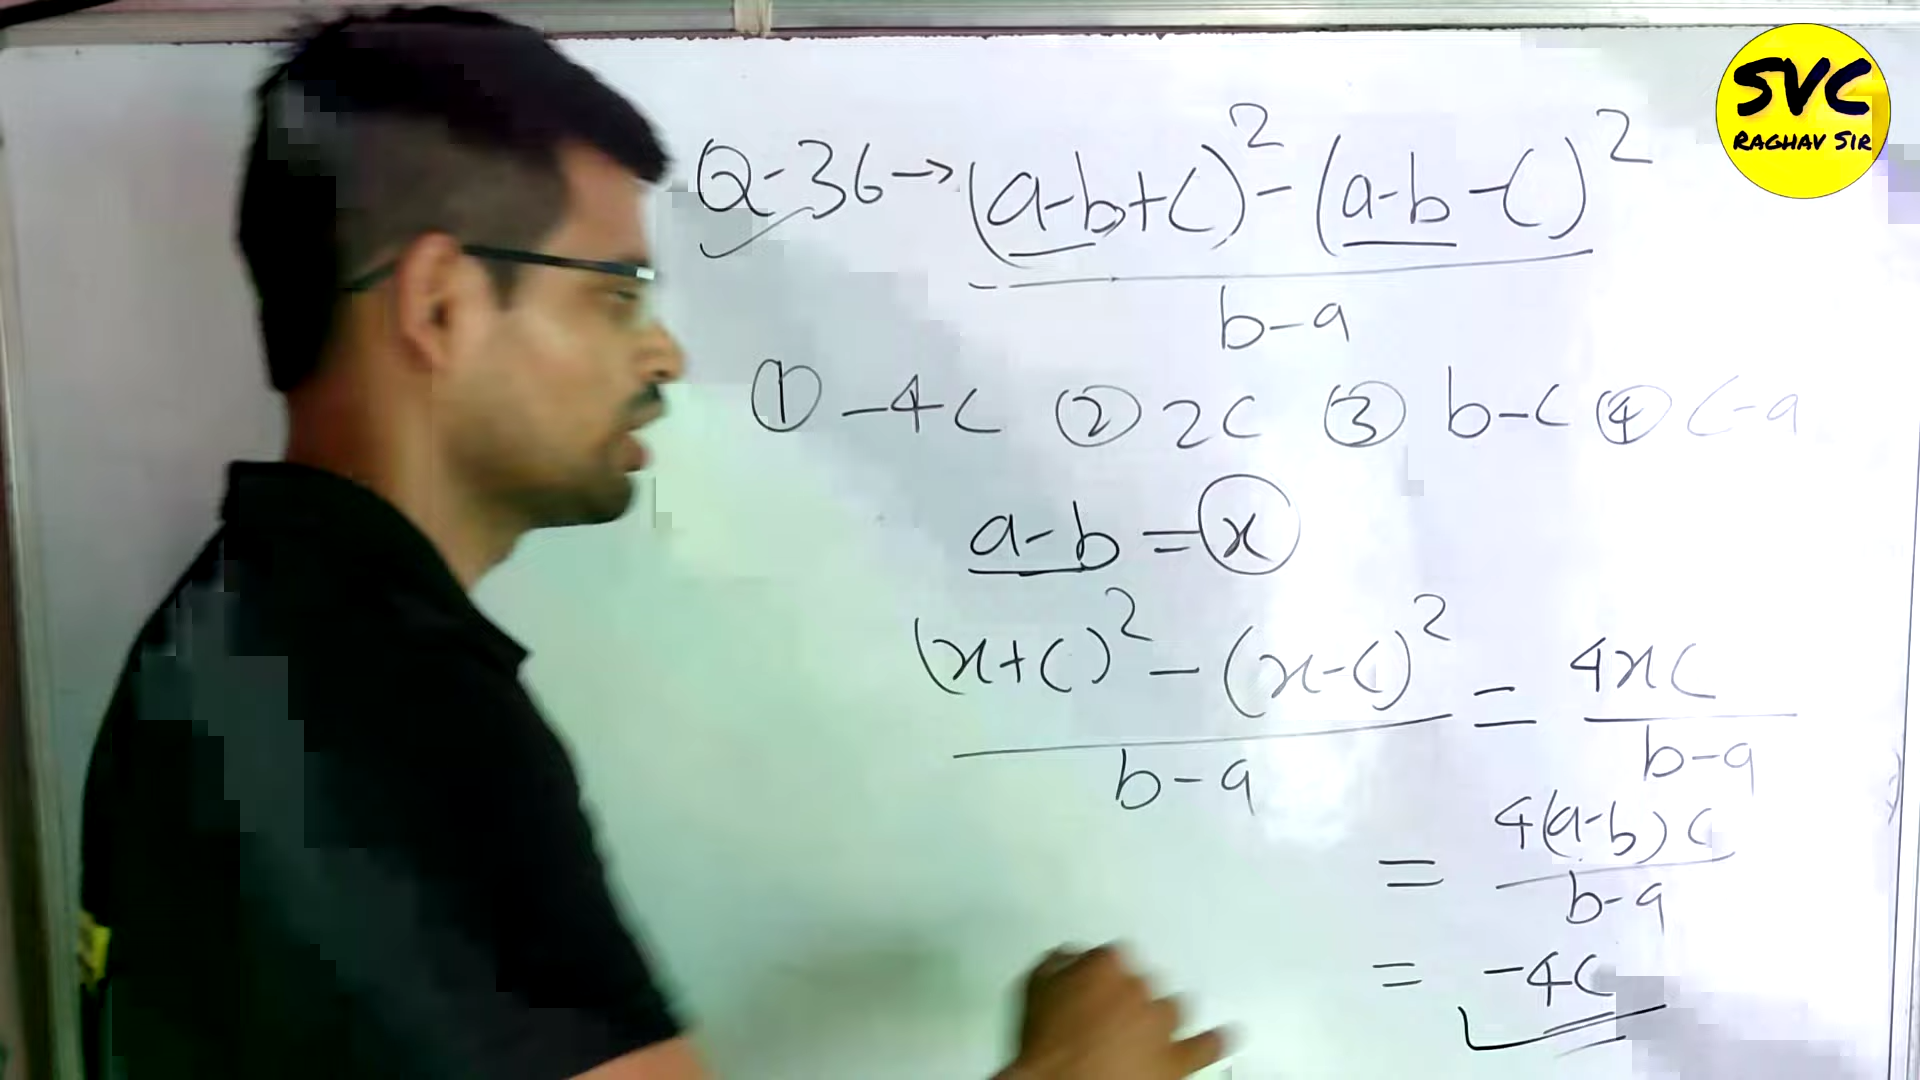 SVC
RAGHAV SIR
Q-36→ (a-b+c)² - (a-b-c)²
b-a
① -4c ② 2c ③ b-c ④ c-a
a-b = x
(x+c)² - (x-c)² = 4xc
b-a b-a
= 4(a-b)c
b-a
= -4c